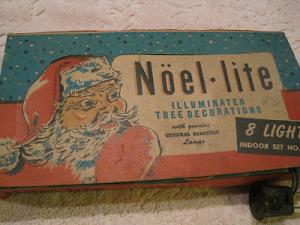 Nöel·lite
ILLUMINATED
TREE DECORATIONS
with genuine
GENERAL ELECTRIC
Lamps
8 LIGHT
INDOOR SET NO.